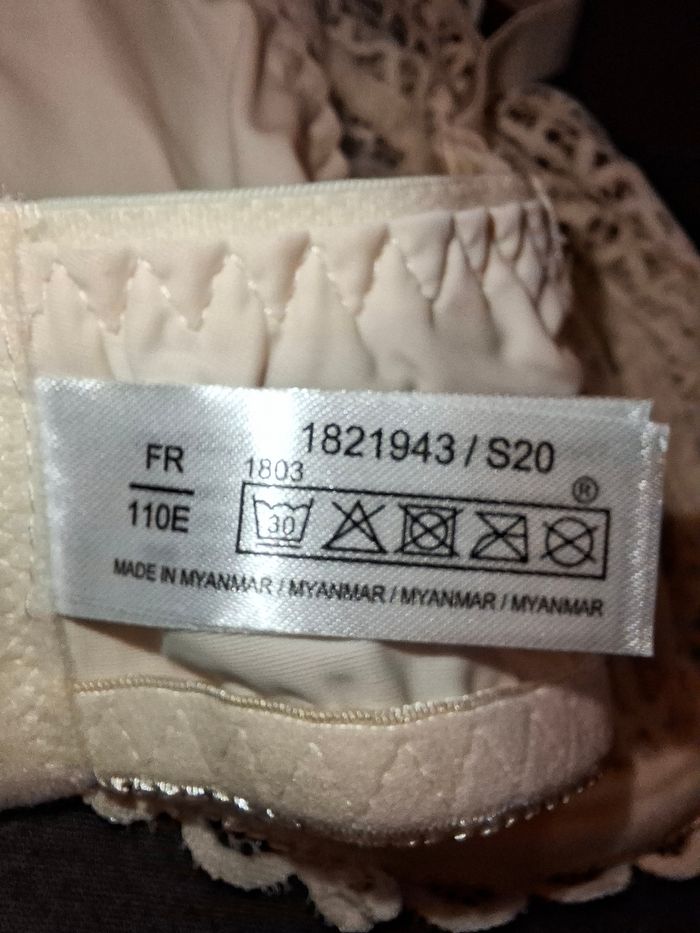 FR
110E
1821943 / S20
1803
®
30
MADE IN MYANMAR / MYANMAR / MYANMAR / MYANMAR